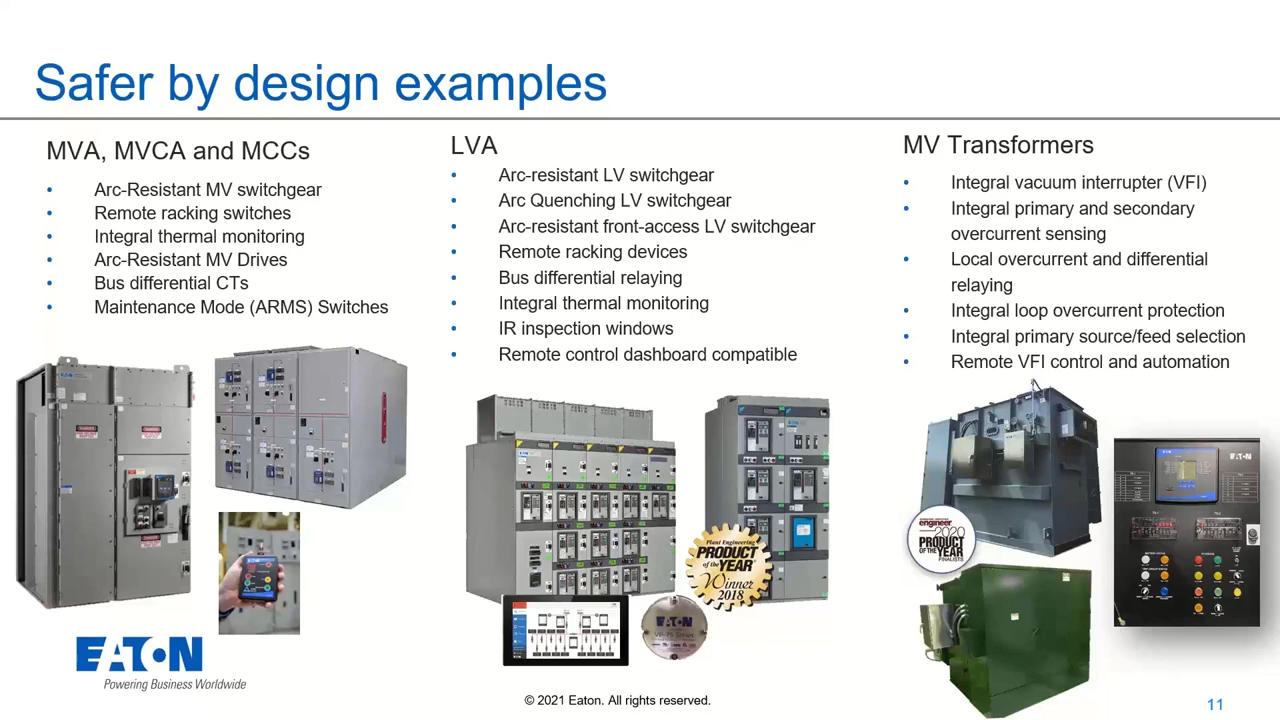 Safer by design examples
MVA, MVCA and MCCs
• Arc-Resistant MV switchgear
• Remote racking switches
• Integral thermal monitoring
• Arc-Resistant MV Drives
• Bus differential CTs
• Maintenance Mode (ARMS) Switches
LVA
• Arc-resistant LV switchgear
• Arc Quenching LV switchgear
• Arc-resistant front-access LV switchgear
• Remote racking devices
• Bus differential relaying
• Integral thermal monitoring
• IR inspection windows
• Remote control dashboard compatible
MV Transformers
• Integral vacuum interrupter (VFI)
• Integral primary and secondary
overcurrent sensing
• Local overcurrent and differential
relaying
• Integral loop overcurrent protection
• Integral primary source/feed selection
• Remote VFI control and automation
Plant Engineering
PRODUCT
of the YEAR
Winner
2018
engineer
2020
PRODUCT
OF THE YEAR
FINALISTS
EATON
EATON
VP-75 Series
EATON
Powering Business Worldwide
© 2021 Eaton. All rights reserved.
11